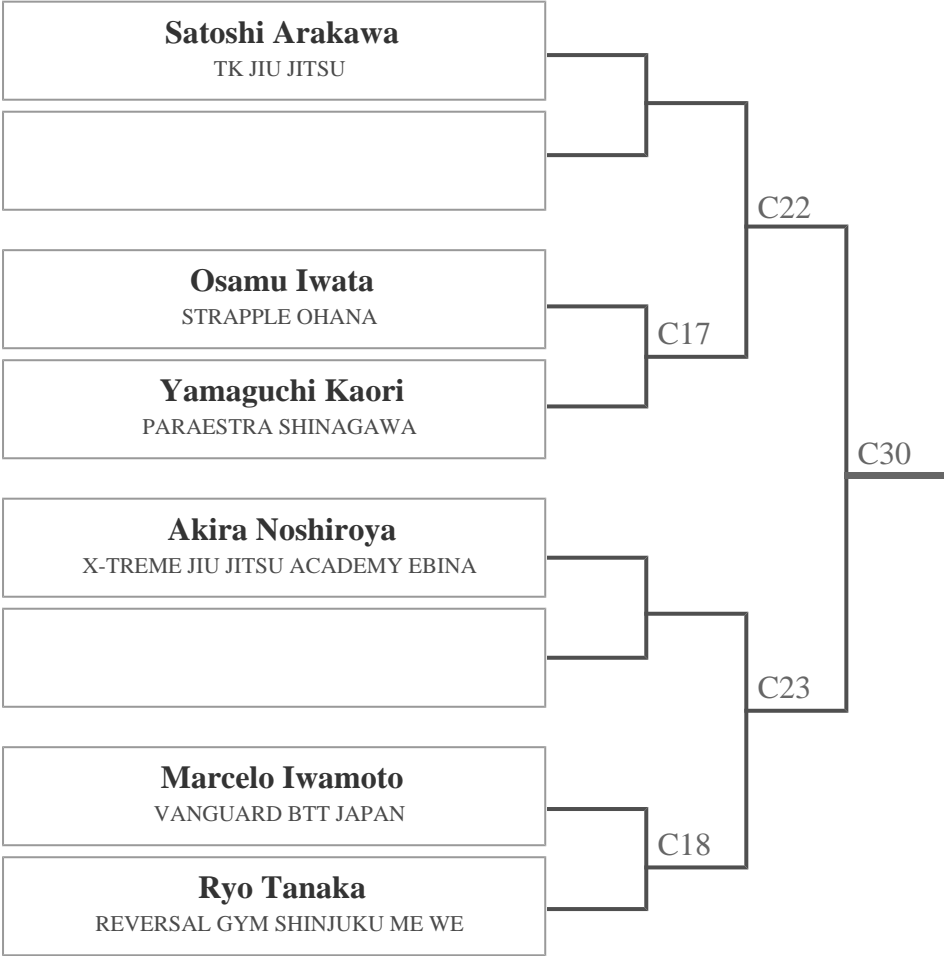 Satoshi Arakawa
TK JIU JITSU
C22
Osamu Iwata
STRAPPLE OHANA
C17
Yamaguchi Kaori
PARAESTRA SHINAGAWA
C30
Akira Noshiroya
X-TREME JIU JITSU ACADEMY EBINA
C23
Marcelo Iwamoto
VANGUARD BTT JAPAN
C18
Ryo Tanaka
REVERSAL GYM SHINJUKU ME WE